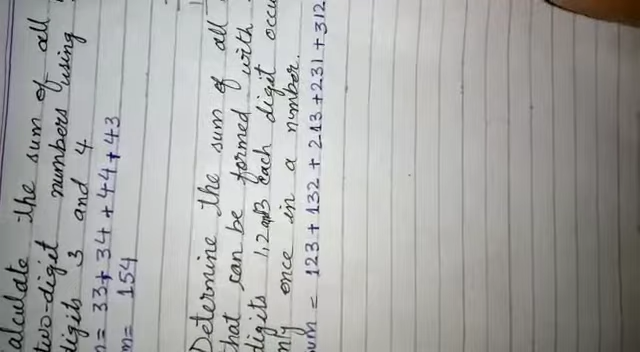 alculate the sum of all
two-digit numbers using
digits 3 and 4
= 33+34+44+43
m = 154
Determine the sum of all
that can be formed with
digits 1,2 and 3 each digit occu
nly once in a number.
sum = 123+132+213+231+312